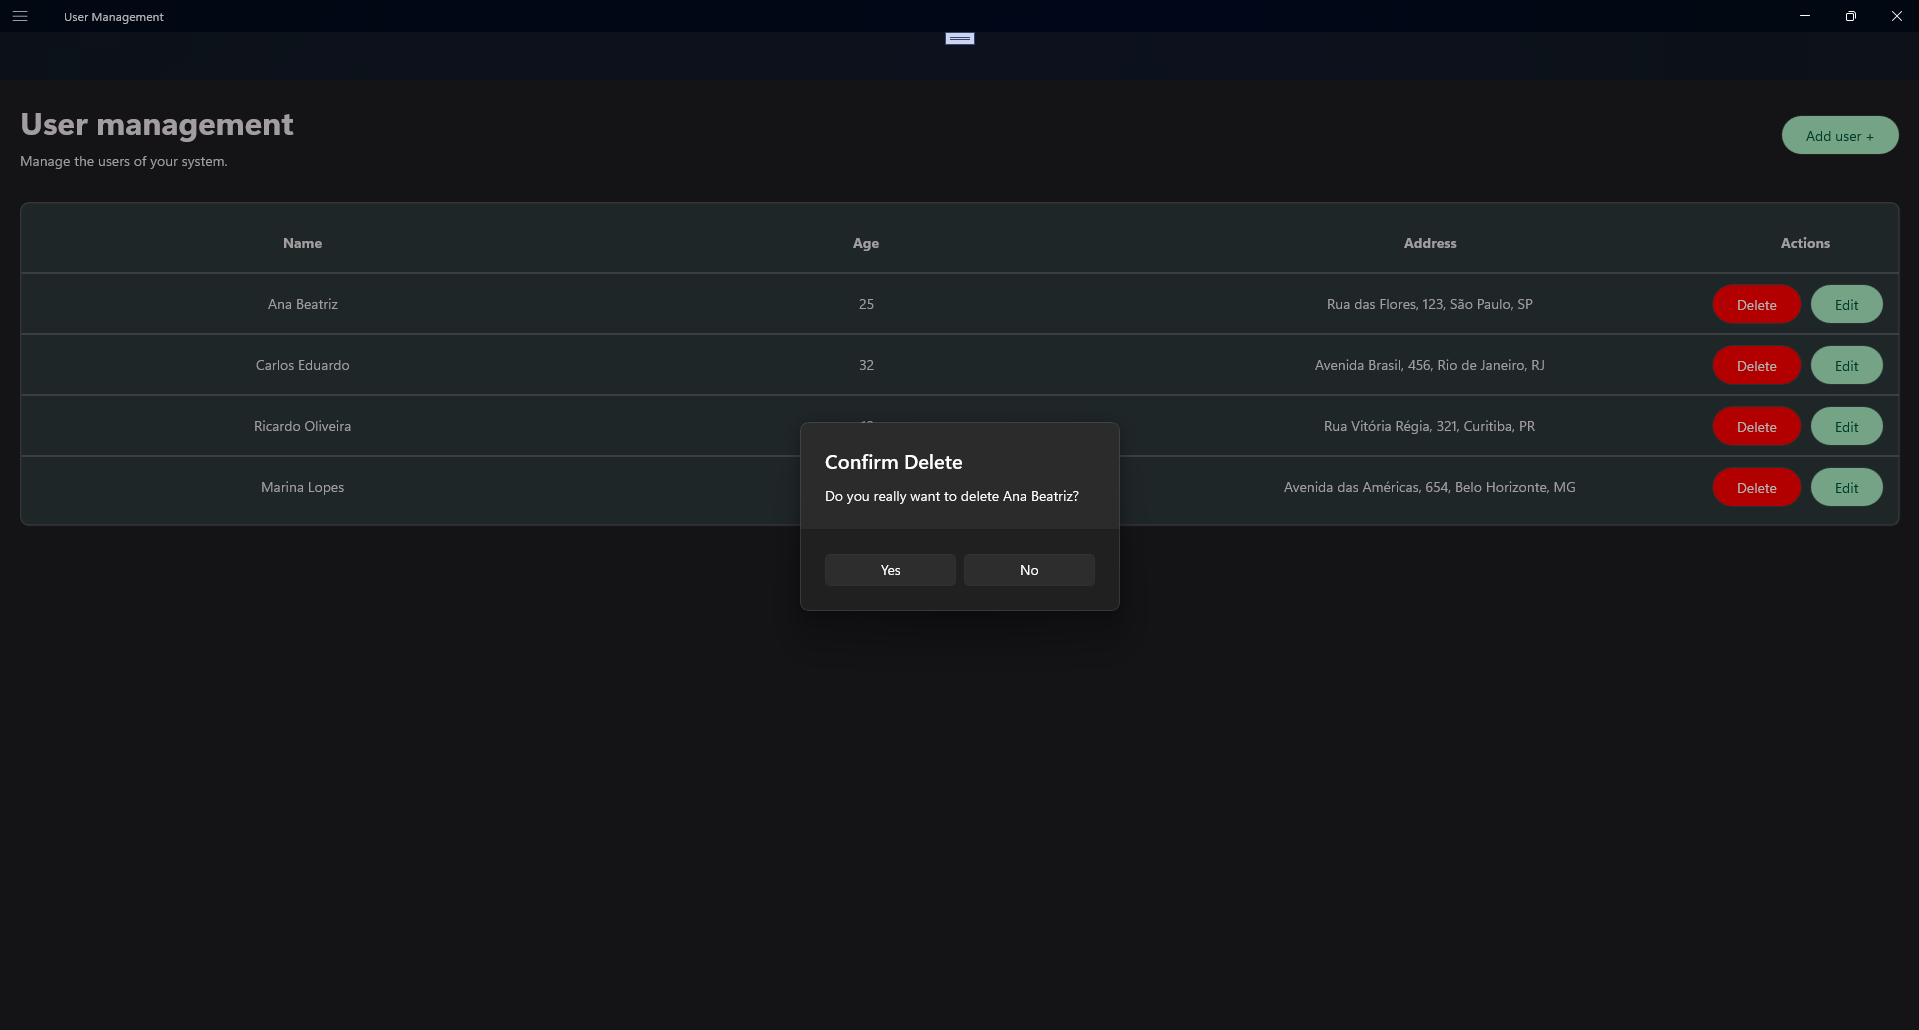 User Management
User management
Manage the users of your system.
Add user +
Name Age Address Actions
Ana Beatriz 25 Rua das Flores, 123, São Paulo, SP Delete Edit
Carlos Eduardo 32 Avenida Brasil, 456, Rio de Janeiro, RJ Delete Edit
Ricardo Oliveira Rua Vitória Régia, 321, Curitiba, PR Delete Edit
Marina Lopes Avenida das Américas, 654, Belo Horizonte, MG Delete Edit
Confirm Delete
Do you really want to delete Ana Beatriz?
Yes No